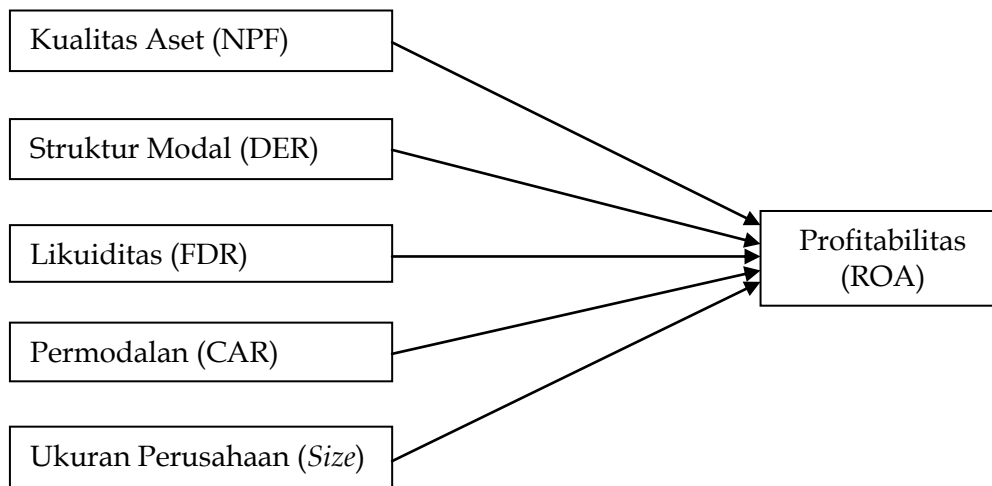 Kualitas Aset (NPF)
Struktur Modal (DER)
Likuiditas (FDR)
Profitabilitas
(ROA)
Permodalan (CAR)
Ukuran Perusahaan (Size)